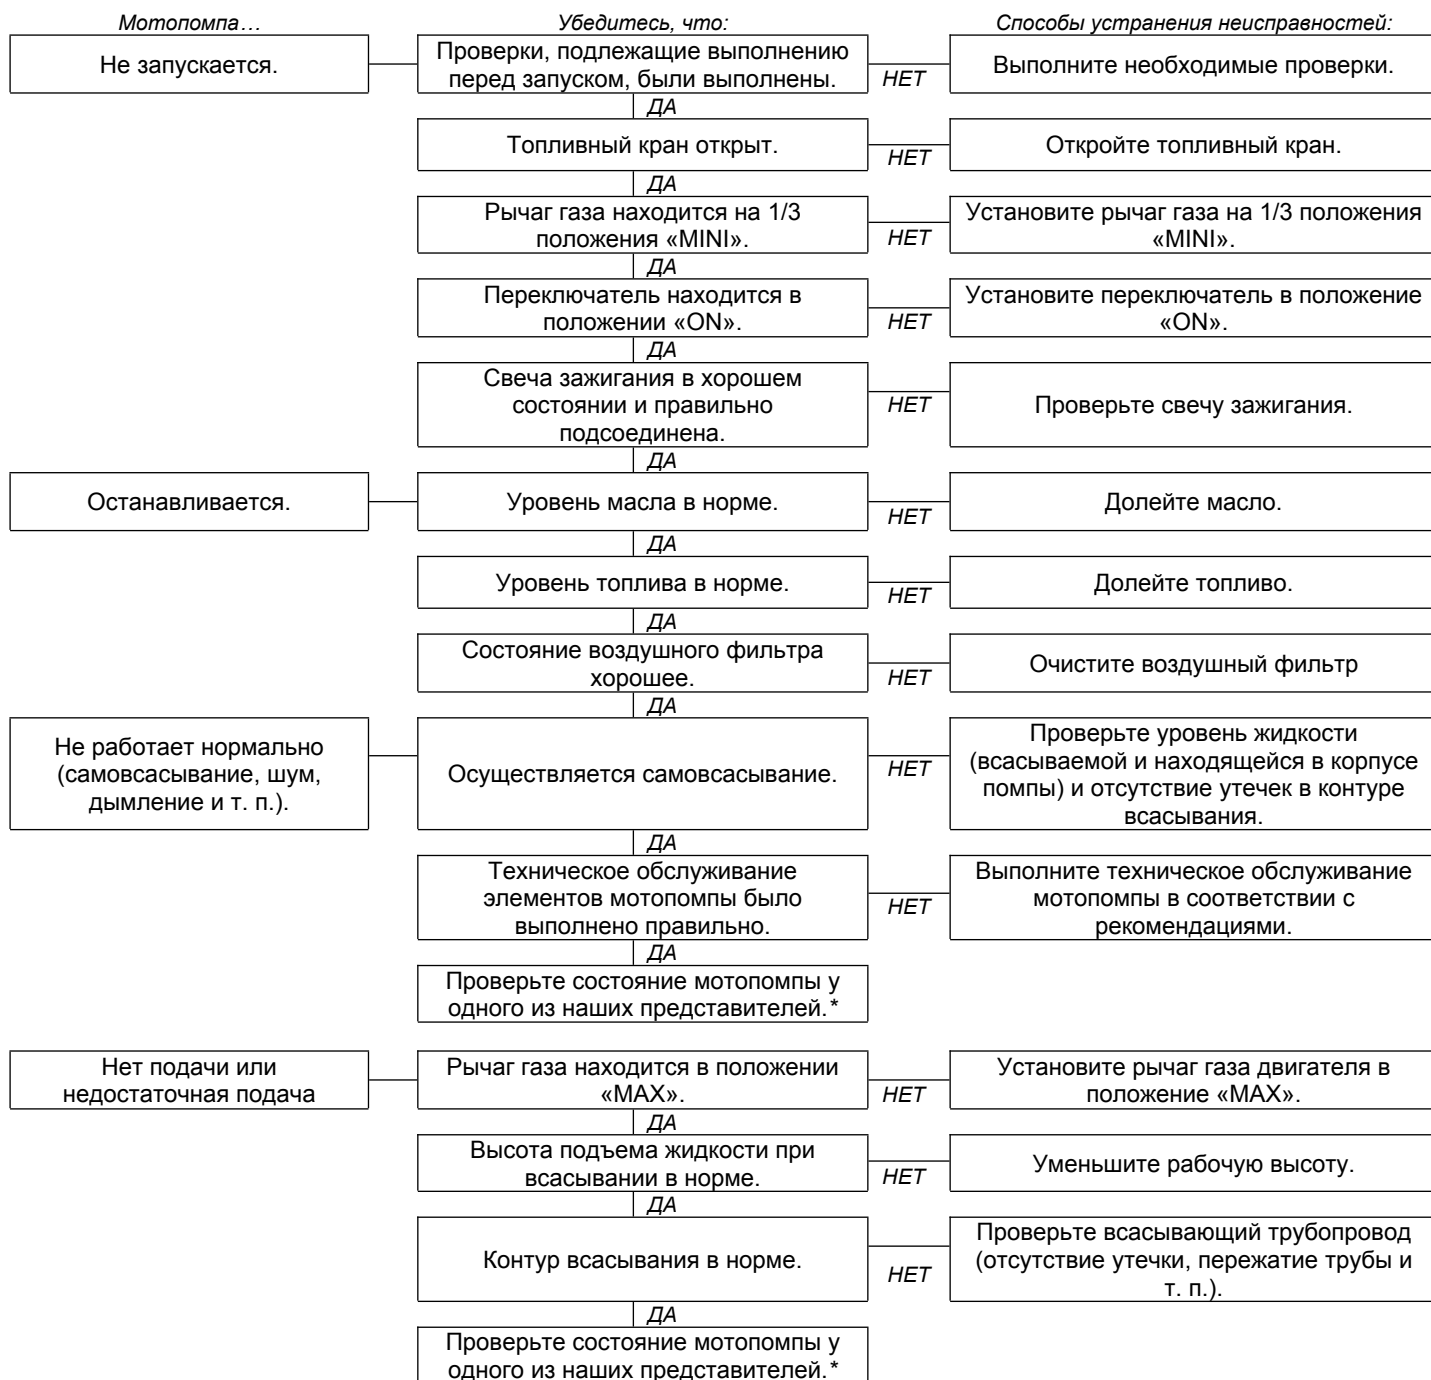 Мотопомпа…
Убедитесь, что:
Способы устранения неисправностей:
Не запускается.
Проверки, подлежащие выполнению
перед запуском, были выполнены.
НЕТ
Выполните необходимые проверки.
ДА
Топливный кран открыт.
НЕТ
Откройте топливный кран.
ДА
Рычаг газа находится на 1/3
положения «MINI».
НЕТ
Установите рычаг газа на 1/3 положения
«MINI».
ДА
Переключатель находится в
положении «ON».
НЕТ
Установите переключатель в положение
«ON».
ДА
Свеча зажигания в хорошем
состоянии и правильно
подсоединена.
НЕТ
Проверьте свечу зажигания.
ДА
Останавливается.
Уровень масла в норме.
НЕТ
Долейте масло.
ДА
Уровень топлива в норме.
НЕТ
Долейте топливо.
ДА
Состояние воздушного фильтра
хорошее.
НЕТ
Очистите воздушный фильтр
ДА
Не работает нормально
(самовсасывание, шум,
дымление и т. п.).
Осуществляется самовсасывание.
НЕТ
Проверьте уровень жидкости
(всасываемой и находящейся в корпусе
помпы) и отсутствие утечек в контуре
всасывания.
ДА
Техническое обслуживание
элементов мотопомпы было
выполнено правильно.
НЕТ
Выполните техническое обслуживание
мотопомпы в соответствии с
рекомендациями.
ДА
Проверьте состояние мотопомпы у
одного из наших представителей.*
Нет подачи или
недостаточная подача
Рычаг газа находится в положении
«MAX».
НЕТ
Установите рычаг газа двигателя в
положение «MAX».
ДА
Высота подъема жидкости при
всасывании в норме.
НЕТ
Уменьшите рабочую высоту.
ДА
Контур всасывания в норме.
НЕТ
Проверьте всасывающий трубопровод
(отсутствие утечки, пережатие трубы и
т. п.).
ДА
Проверьте состояние мотопомпы у
одного из наших представителей.*